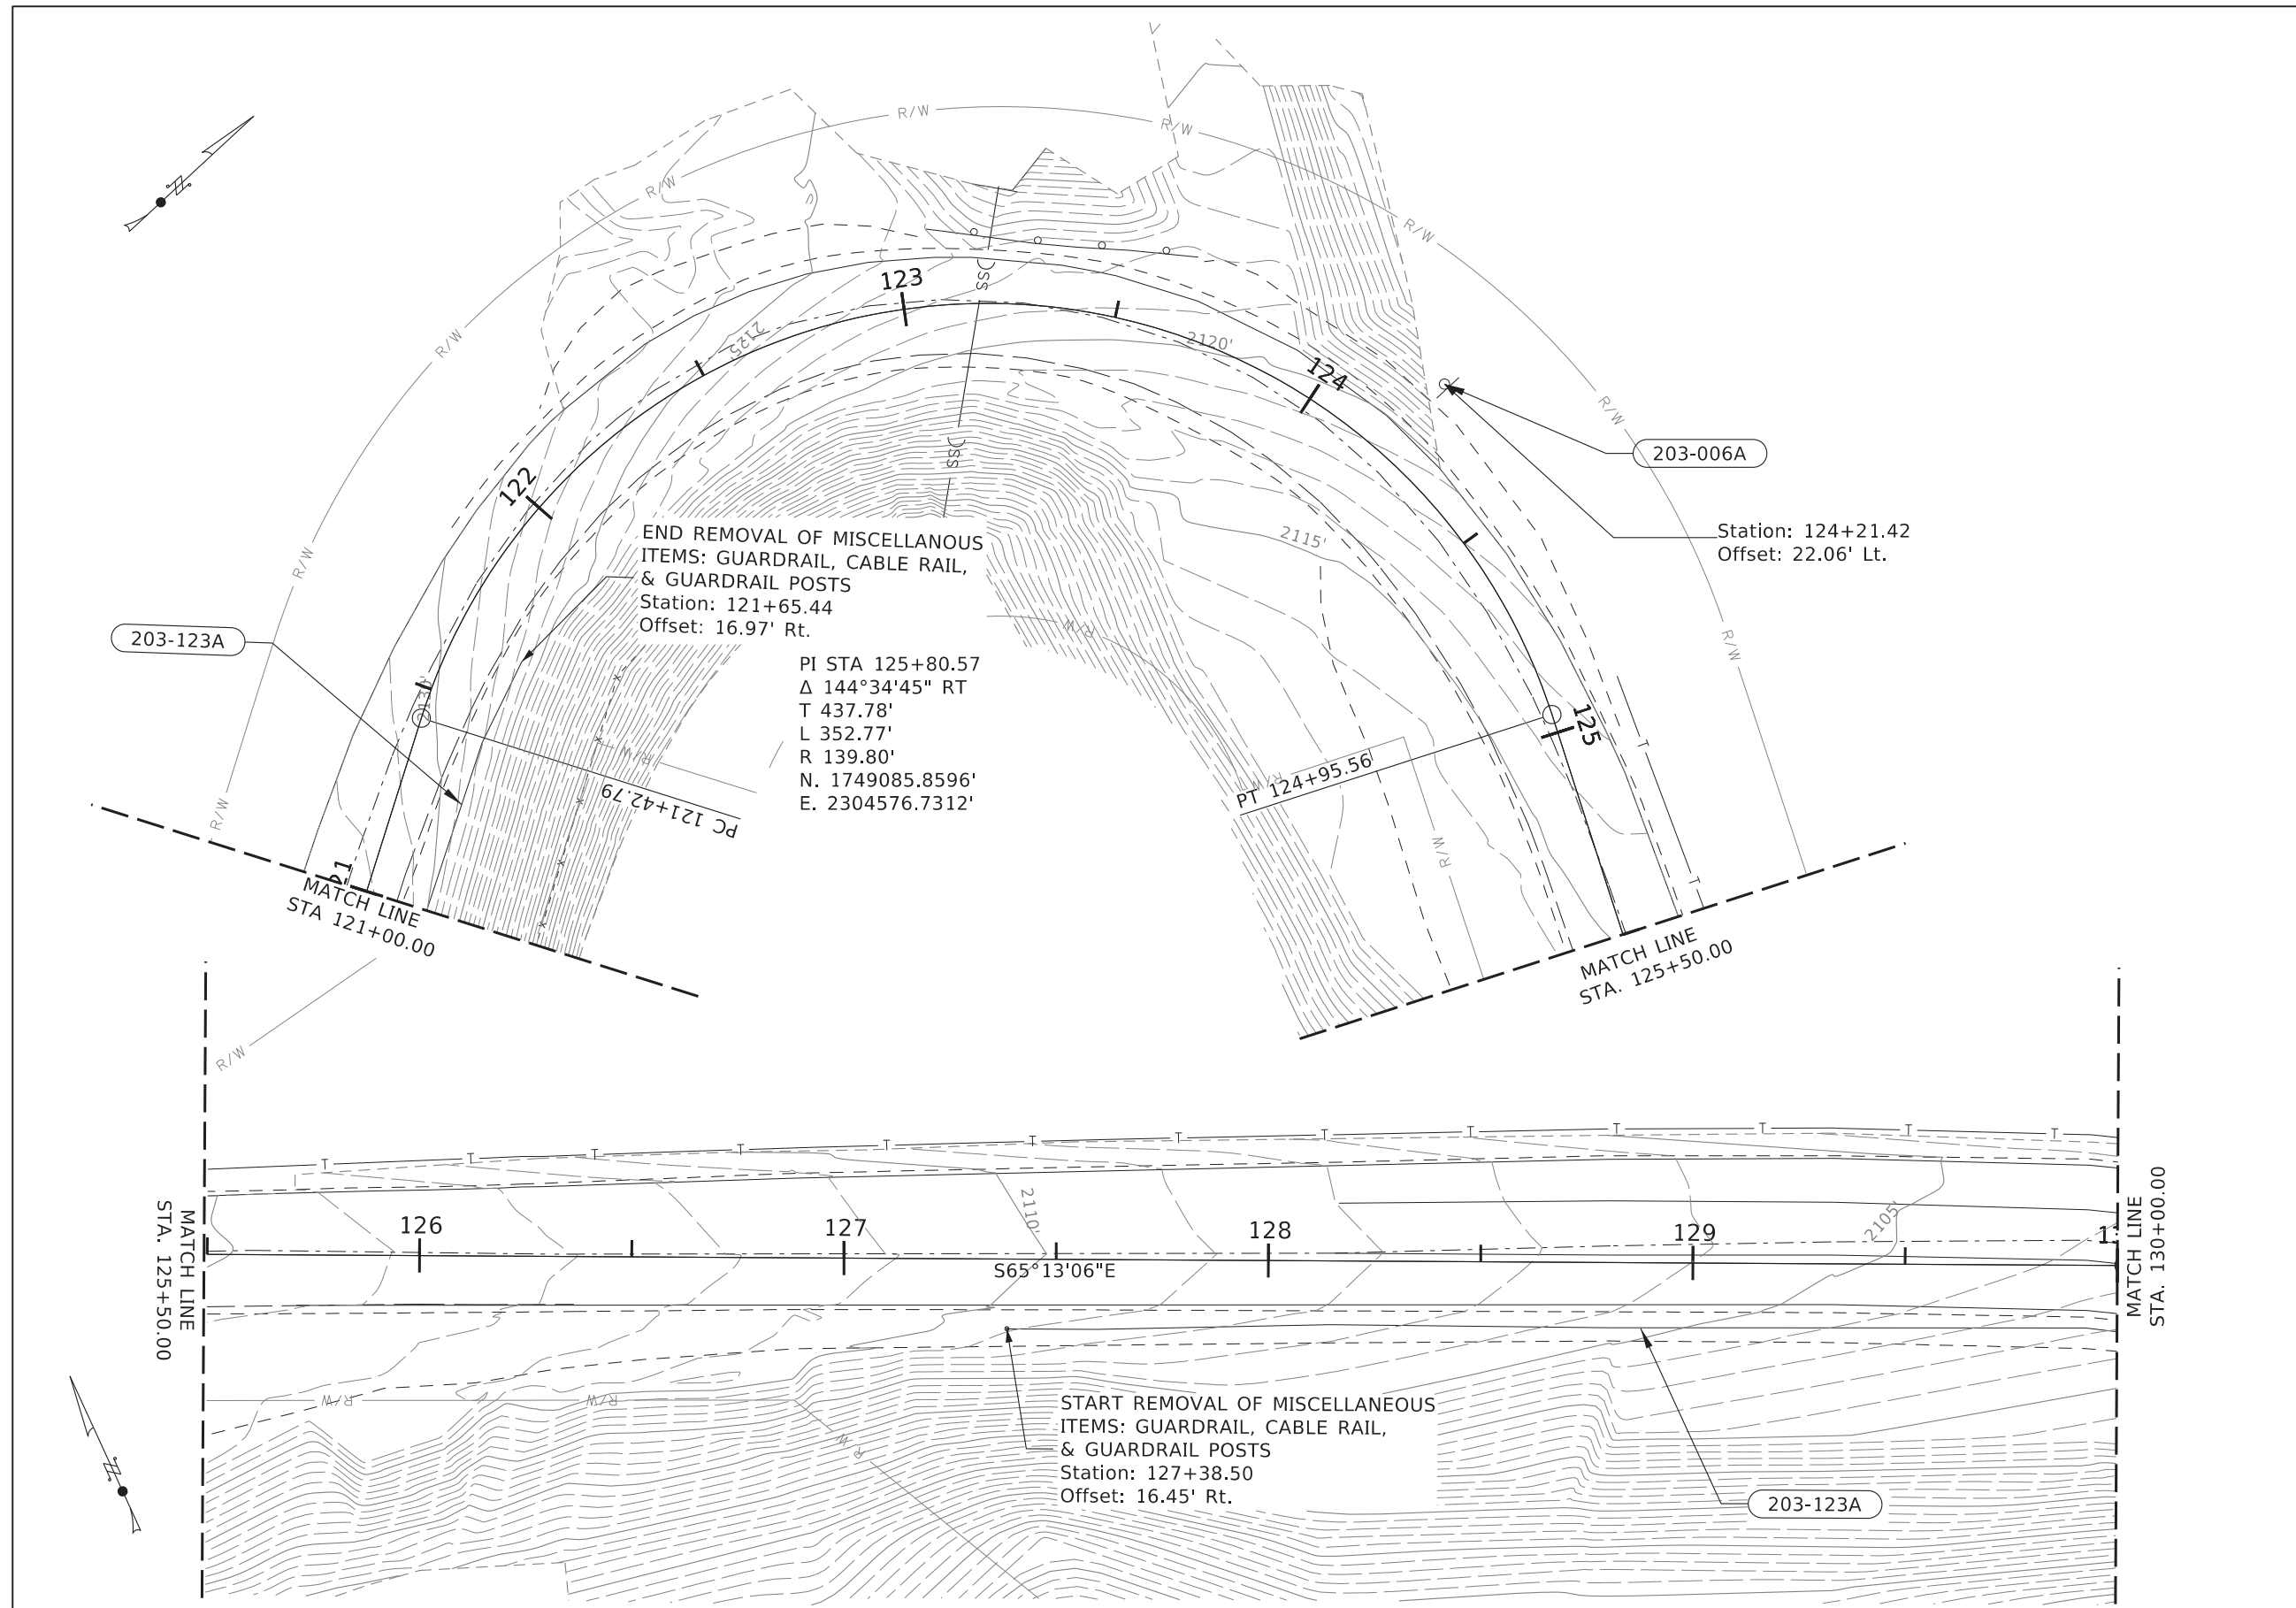 R/W
R/W
R/W
R/W
R/W
R/W
R/W
R/W
R/W
R/W
123
SS
2125'
2120'
124
203-006A
122
SS
END REMOVAL OF MISCELLANOUS
ITEMS: GUARDRAIL, CABLE RAIL,
& GUARDRAIL POSTS
Station: 121+65.44
Offset: 16.97' Rt.
2115'
Station: 124+21.42
Offset: 22.06' Lt.
203-123A
R/W
PI STA 125+80.57
Δ 144°34'45" RT
T 437.78'
L 352.77'
R 139.80'
N. 1749085.8596'
E. 2304576.7312'
2130'
125
T
R/W
PC 121+42.79
PT 124+95.56
R/W
R/W
T
MATCH LINE
STA 121+00.00
MATCH LINE
STA. 125+50.00
R/W
T T T T T T T T T T T T T
MATCH LINE
STA. 125+50.00
126
127
2110'
128
129
2105'
S65°13'06"E
MATCH LINE
STA. 130+00.00
R/W
R/W
R W
START REMOVAL OF MISCELLANEOUS
ITEMS: GUARDRAIL, CABLE RAIL,
& GUARDRAIL POSTS
Station: 127+38.50
Offset: 16.45' Rt.
203-123A